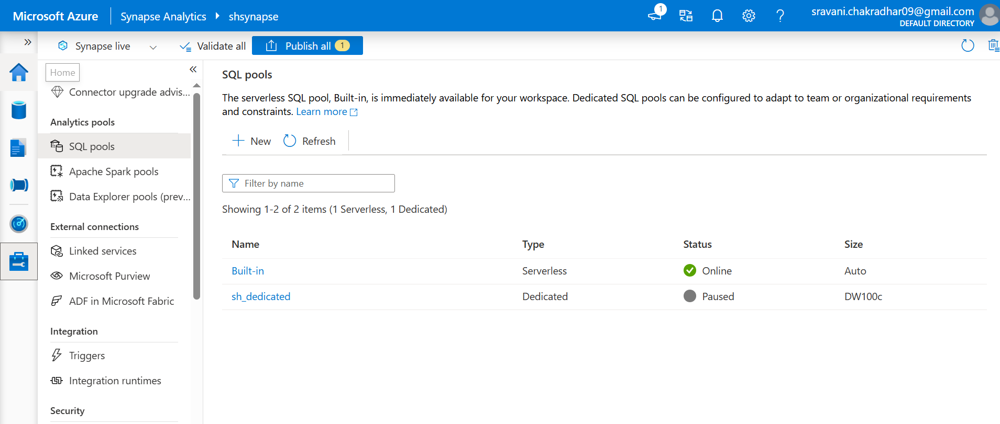 Microsoft Azure
Synapse Analytics
shsynapse
1
sravani.chakradhar09@gmail.com
DEFAULT DIRECTORY
Synapse live
Validate all
Publish all 1
Home
Connector upgrade advis...
Analytics pools
SQL pools
Apache Spark pools
Data Explorer pools (prev...
External connections
Linked services
Microsoft Purview
ADF in Microsoft Fabric
Integration
Triggers
Integration runtimes
Security
SQL pools
The serverless SQL pool, Built-in, is immediately available for your workspace. Dedicated SQL pools can be configured to adapt to team or organizational requirements
and constraints. Learn more
New Refresh
Filter by name
Showing 1-2 of 2 items (1 Serverless, 1 Dedicated)
Name Type Status Size
Built-in Serverless Online Auto
sh_dedicated Dedicated Paused DW100c